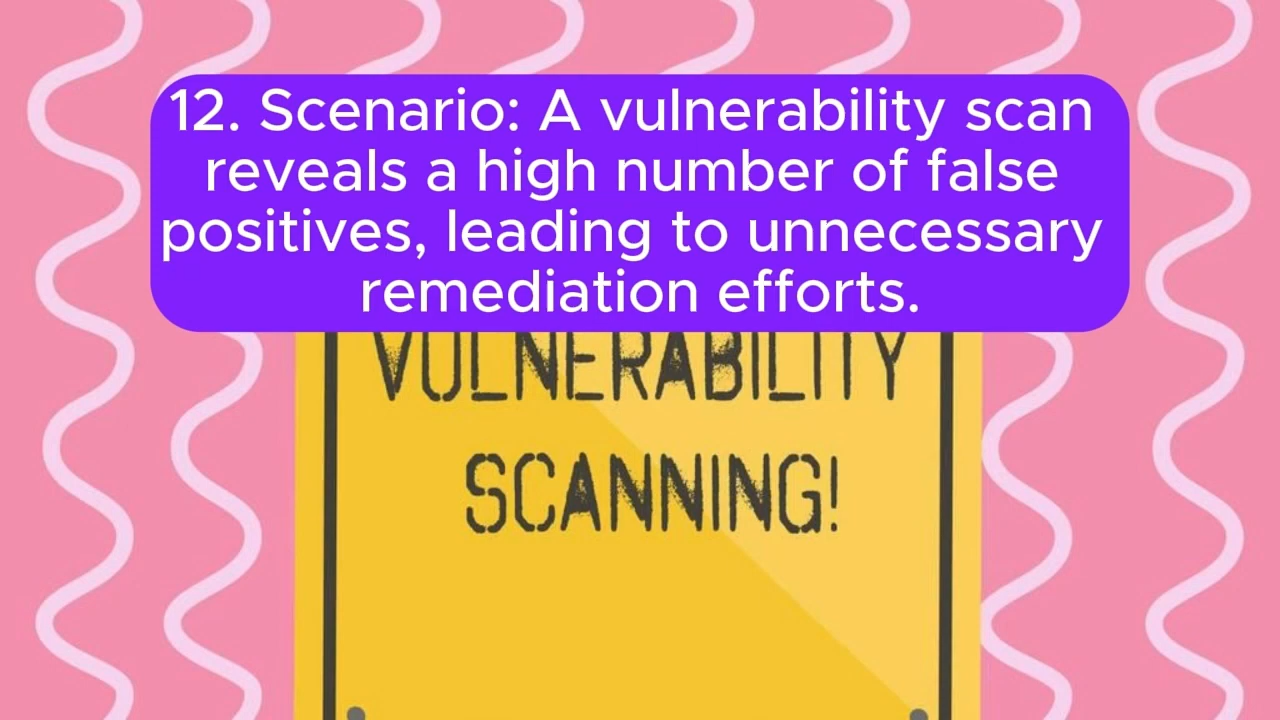 12. Scenario: A vulnerability scan
reveals a high number of false
positives, leading to unnecessary
remediation efforts.
VULNERABILITY
SCANNING!